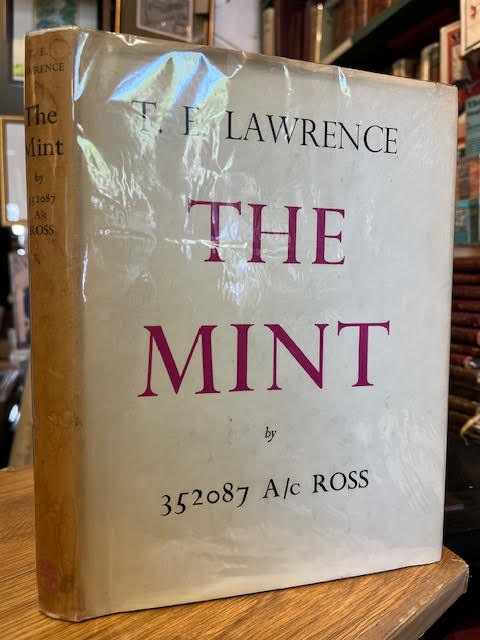 T. E. LAWRENCE
THE
MINT
by
352087 A/c ROSS
T. E.
LAWRENCE
The
Mint
by
352087
A/c
ROSS